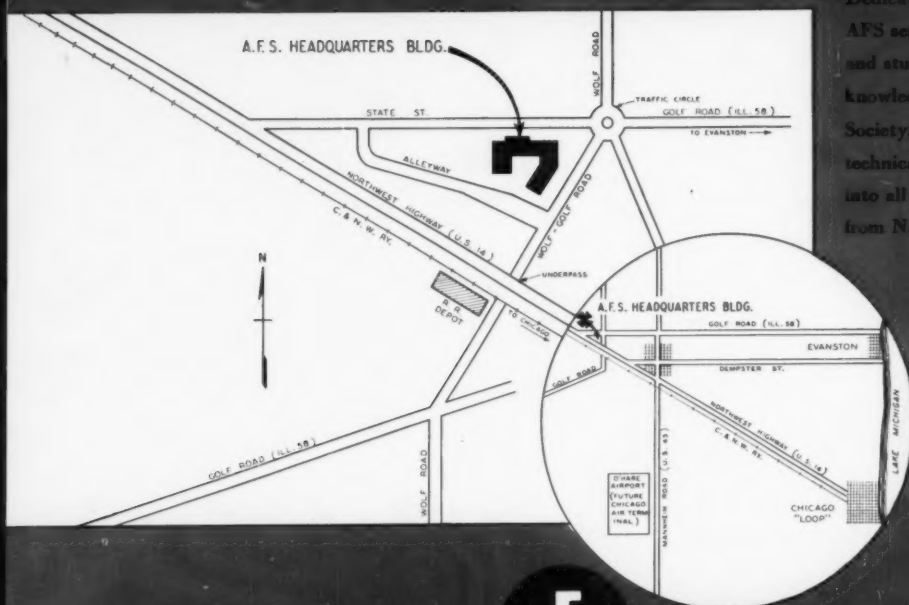 Dedicat
A.F.S. HEADQUARTERS BLDG.
AFS se
and stu
knowled
Society
technica
into all
from N.
WOLF ROAD
TRAFFIC CIRCLE
STATE ST.
GOLF ROAD (ILL. 58)
TO EVANSTON
ALLEYWAY
NORTHWEST HIGHWAY (U.S. 14)
C. & N. W. RY.
WOLF-GOLF ROAD
N
UNDERPASS
R. R. DEPOT
TO CHICAGO
GOLF ROAD (ILL. 58)
WOLF ROAD
A.F.S. HEADQUARTERS BLDG.
GOLF ROAD (ILL. 58)
EVANSTON
DEMPSTER ST.
GOLF ROAD
NORTHWEST HIGHWAY (U.S. 14)
C. & N.W. RY.
LAKE MICHIGAN
MANNHEIM ROAD (U.S. 45)
O'HARE
AIRPORT
(FUTURE
CHICAGO
AIR TERM
INAL)
CHICAGO
"LOOP"